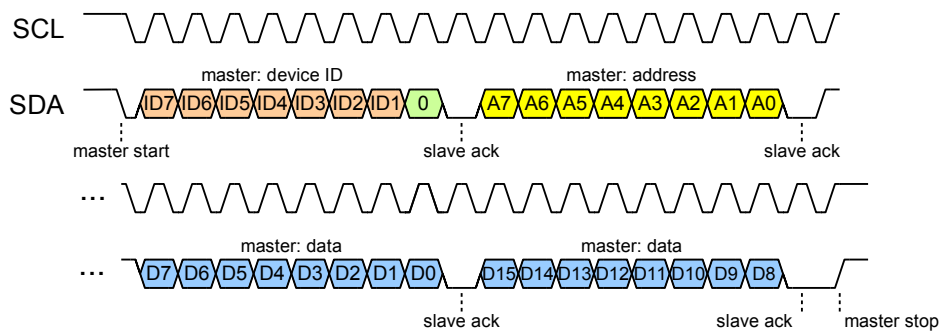 SCL
master: device ID master: address
SDA ID7 ID6 ID5 ID4 ID3 ID2 ID1 0 A7 A6 A5 A4 A3 A2 A1 A0
master start slave ack slave ack
...
master: data master: data
... D7 D6 D5 D4 D3 D2 D1 D0 D15 D14 D13 D12 D11 D10 D9 D8
slave ack slave ack master stop